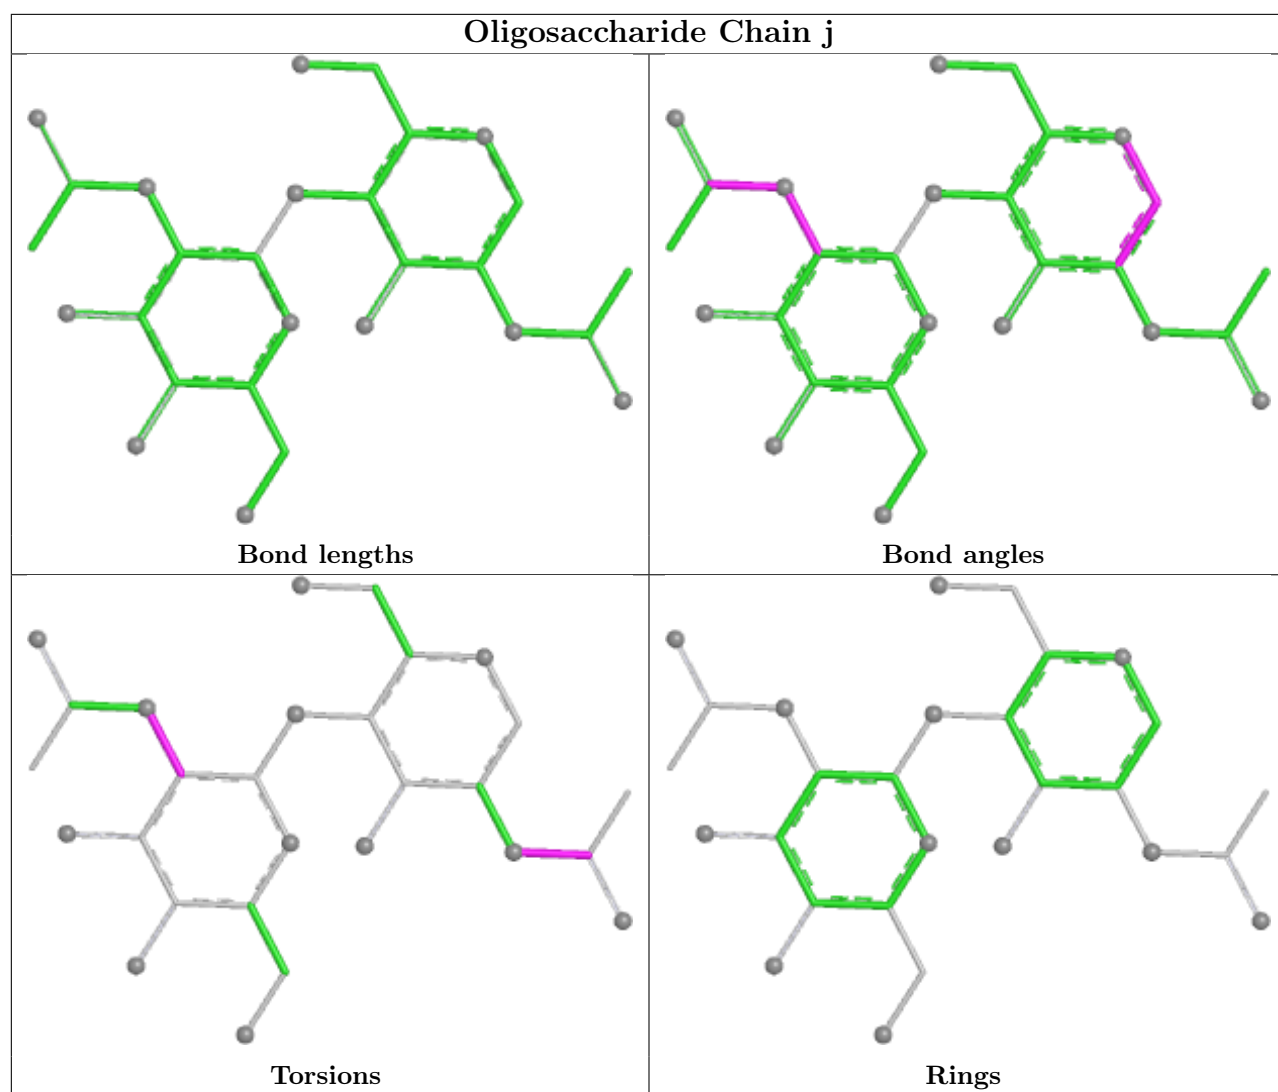 Oligosaccharide Chain j
Bond lengths
Bond angles
Torsions
Rings